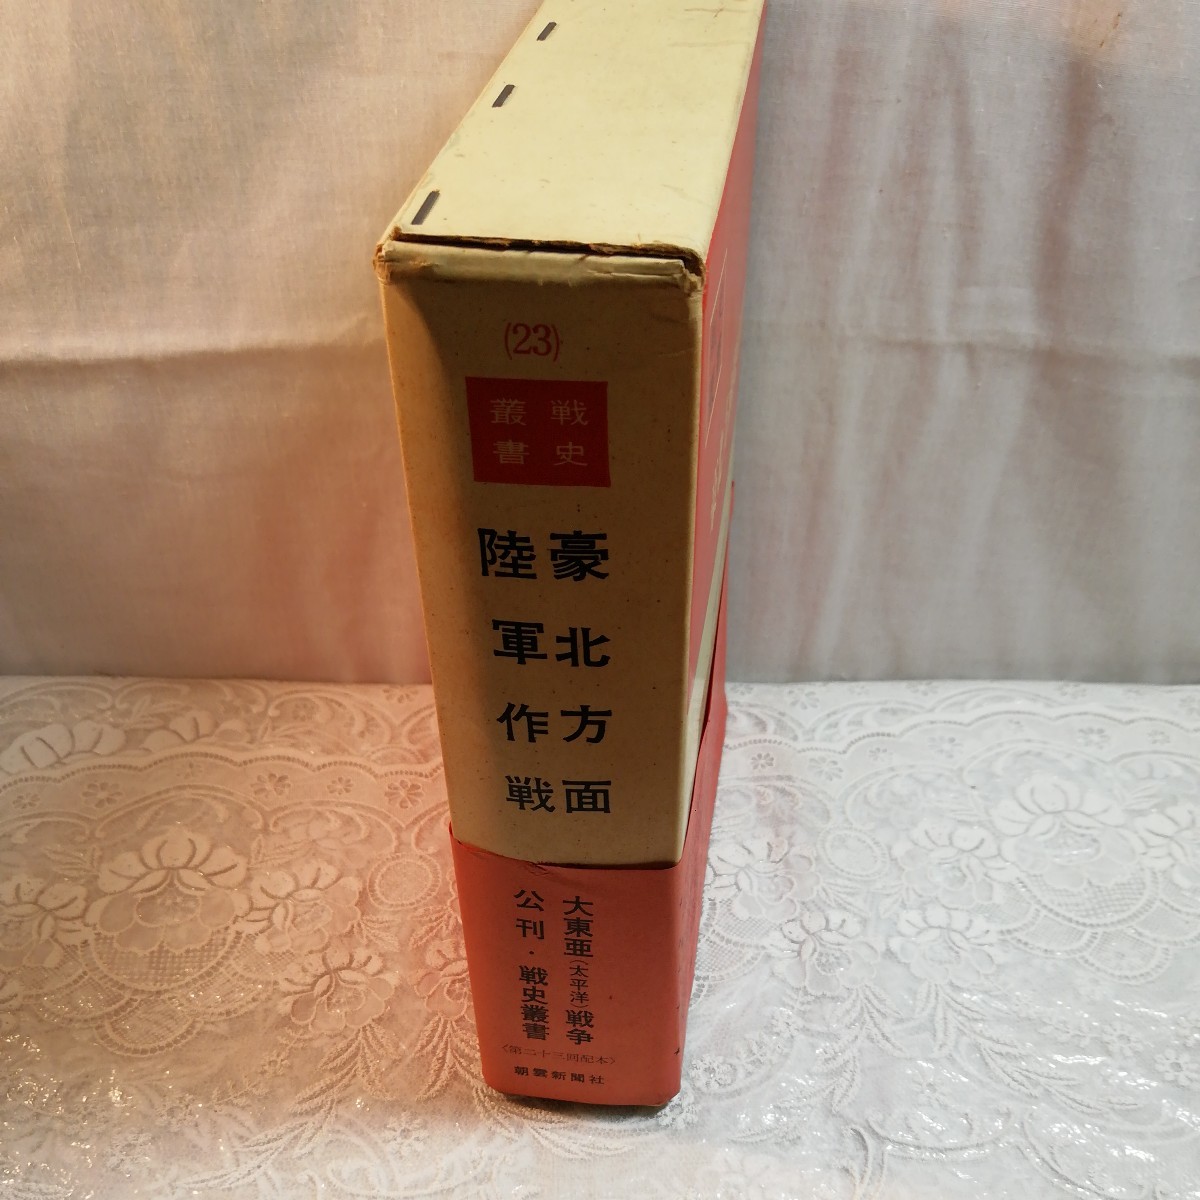 (23)
戦史
叢書
豪北方面
陸軍作戦
大東亜(太平洋)戦争
公刊・戦史叢書
〈第二十三回配本〉
朝雲新聞社